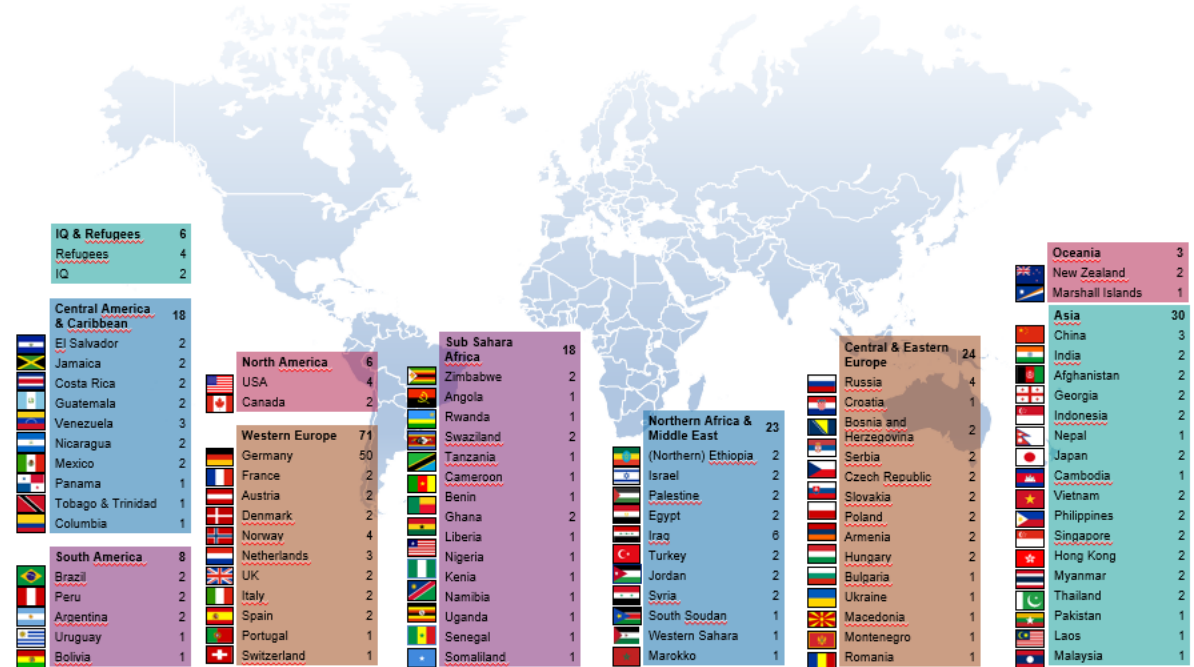 IQ & Refugees 6
Refugees 4
IQ 2
Central America
& Caribbean 18
El Salvador 2
Jamaica 2
Costa Rica 2
Guatemala 2
Venezuela 3
Nicaragua 2
Mexico 2
Panama 1
Tobago & Trinidad 1
Columbia 1
South America 8
Brazil 2
Peru 2
Argentina 2
Uruguay 1
Bolivia 1
North America 6
USA 4
Canada 2
Western Europe 71
Germany 50
France 2
Austria 2
Denmark 2
Norway 4
Netherlands 3
UK 2
Italy 2
Spain 2
Portugal 1
Switzerland 1
Sub Sahara
Africa 18
Zimbabwe 2
Angola 1
Rwanda 1
Swaziland 2
Tanzania 1
Cameroon 1
Benin 1
Ghana 2
Liberia 1
Nigeria 1
Kenia 1
Namibia 1
Uganda 1
Senegal 1
Somaliland 1
Northern Africa &
Middle East 23
(Northern) Ethiopia 2
Israel 2
Palestine 2
Egypt 2
Iraq 6
Turkey 2
Jordan 2
Syria 2
South Soudan 1
Western Sahara 1
Marokko 1
Central & Eastern
Europe 24
Russia 4
Croatia 1
Bosnia and
Herzegovina 2
Serbia 2
Czech Republic 2
Slovakia 2
Poland 2
Armenia 2
Hungary 2
Bulgaria 1
Ukraine 1
Macedonia 1
Montenegro 1
Romania 1
Oceania 3
New Zealand 2
Marshall Islands 1
Asia 30
China 3
India 2
Afghanistan 2
Georgia 2
Indonesia 2
Nepal 1
Japan 2
Cambodia 1
Vietnam 2
Philippines 2
Singapore 2
Hong Kong 2
Myanmar 2
Thailand 2
Pakistan 1
Laos 1
Malaysia 1